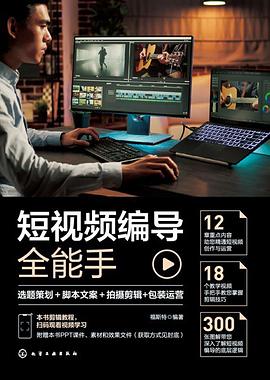 短视频编导
全能手
选题策划+脚本文案+拍摄剪辑+包装运营
本书剪辑教程,
扫码观看视频学习
福斯特◎编著
附赠本书PPT课件、素材和效果文件(获取方式见封底)
12
章重点内容
助您精通短视频
创作与运营
18
个教学视频
手把手教您掌握
剪辑技巧
300
张图解带您
深入了解短视频
编导的底层逻辑
化学工业出版社